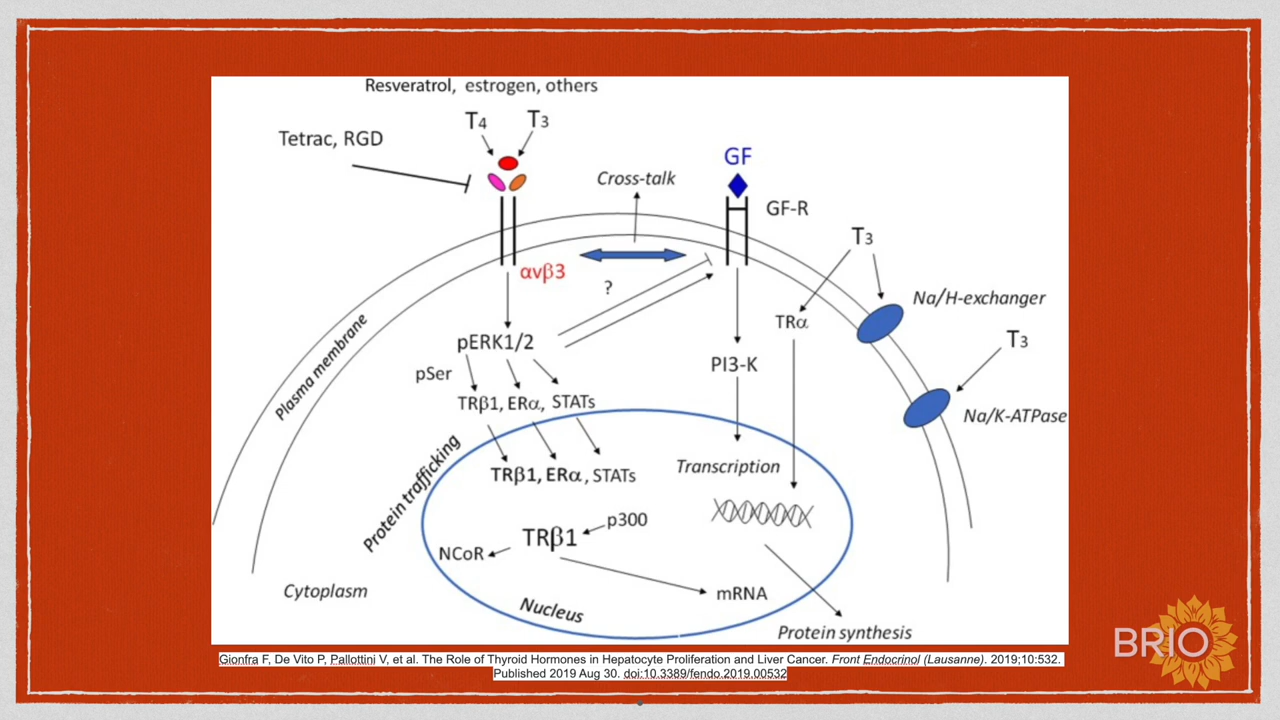 Resveratrol, estrogen, others
T4 T3
Tetrac, RGD
GF
Cross-talk
GF-R
T3
αvβ3
?
Na/H-exchanger
TRα
T3
pERK1/2
Plasma membrane
PI3-K
pSer
TRβ1, ERα, STATs
Na/K-ATPase
Protein trafficking
Transcription
TRβ1, ERα, STATs
p300
TRβ1
NCoR
mRNA
Cytoplasm
Nucleus
Protein synthesis
BRIO
Gionfra F, De Vito P, Pallottini V, et al. The Role of Thyroid Hormones in Hepatocyte Proliferation and Liver Cancer. Front Endocrinol (Lausanne). 2019;10:532.
Published 2019 Aug 30. doi:10.3389/fendo.2019.00532